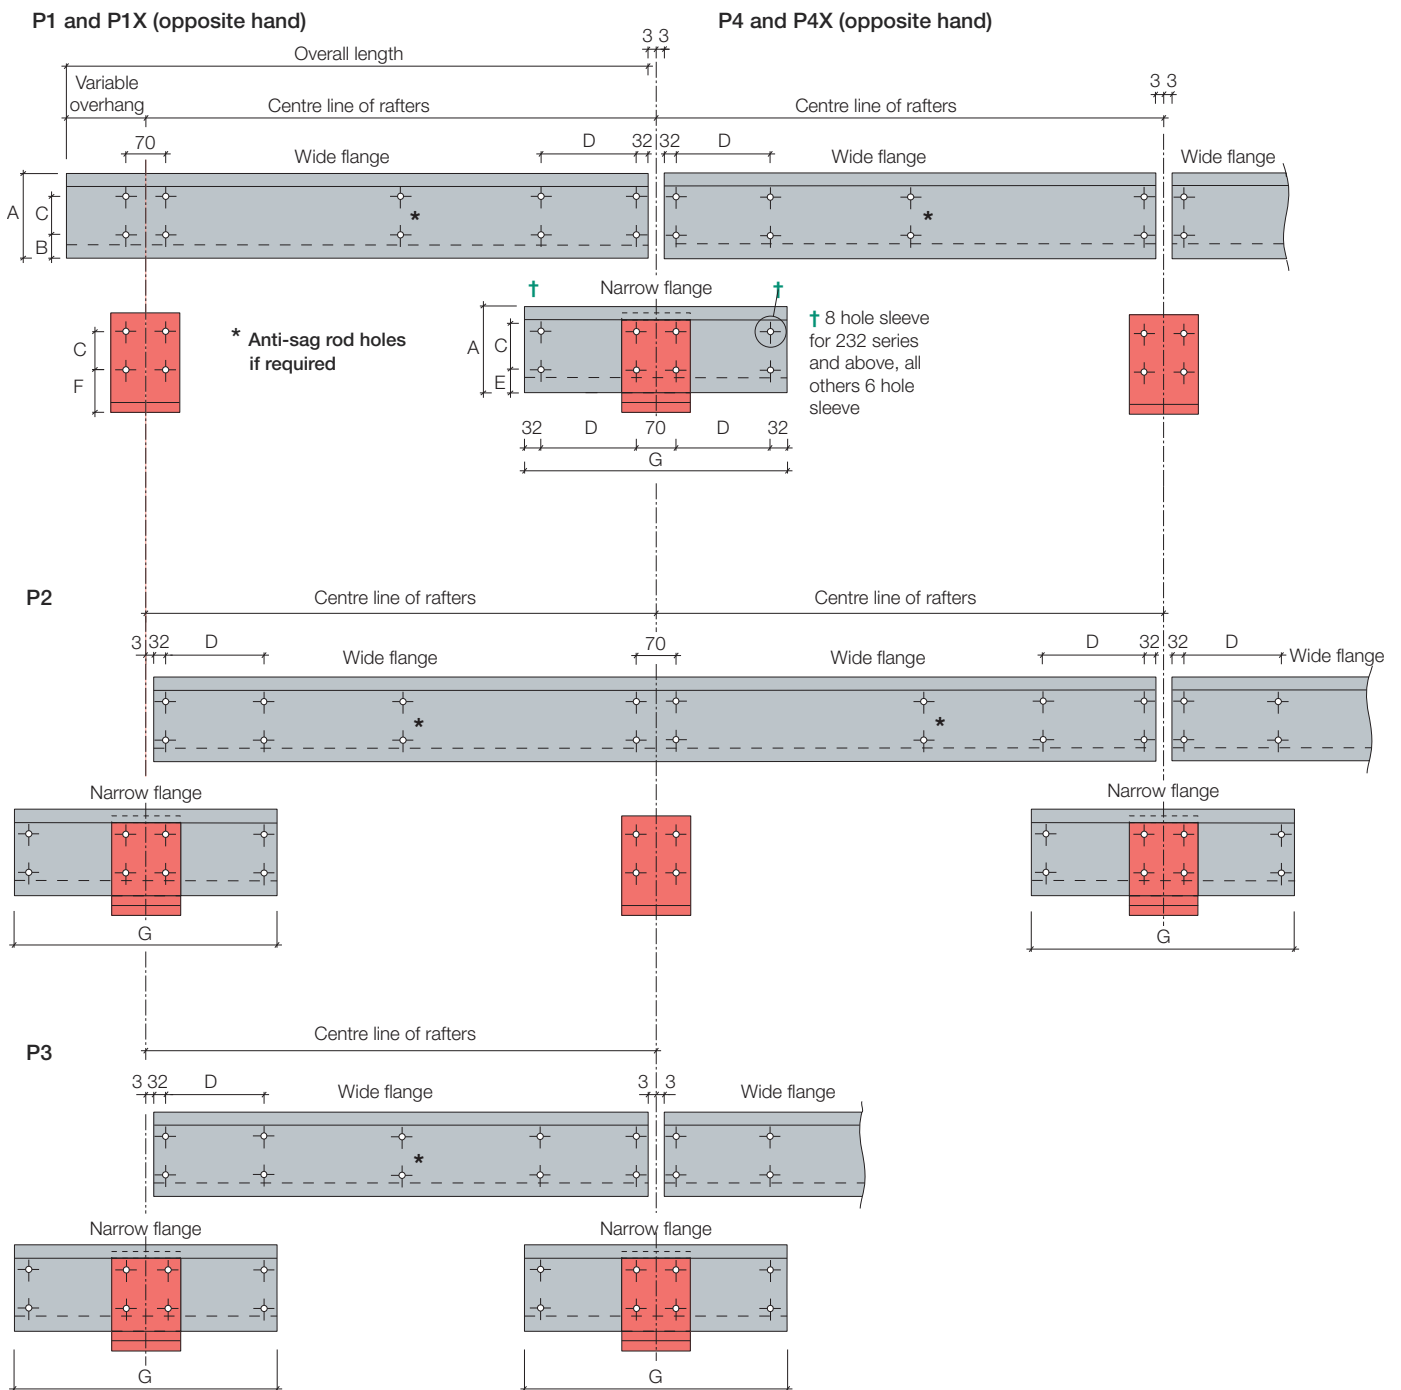 P1 and P1X (opposite hand)
P4 and P4X (opposite hand)
3 3
Overall length
Variable
overhang
Centre line of rafters
Centre line of rafters
3 3
70
Wide flange
D
32
32
D
Wide flange
Wide flange
A
C
B
*
*
†
Narrow flange
†
C
F
* Anti-sag rod holes
if required
A
C
E
† 8 hole sleeve
for 232 series
and above, all
others 6 hole
sleeve
32
D
70
D
32
G
P2
Centre line of rafters
Centre line of rafters
3 32
D
Wide flange
70
Wide flange
D
32
32
D
Wide flange
*
*
Narrow flange
Narrow flange
G
G
P3
Centre line of rafters
3 32
D
Wide flange
3 3
Wide flange
*
Narrow flange
Narrow flange
G
G